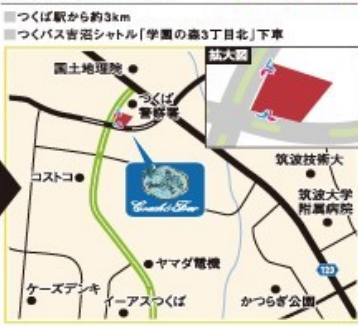 つくば駅から約3km
つくバス吉沼シャトル「学園の森3丁目北」下車
拡大図
国土地理院
つくば
警察署
筑波技術大
コストコ
筑波大学
附属病院
ヤマダ電機
123
ケーズデンキ
イーアスつくば
かつらぎ公園